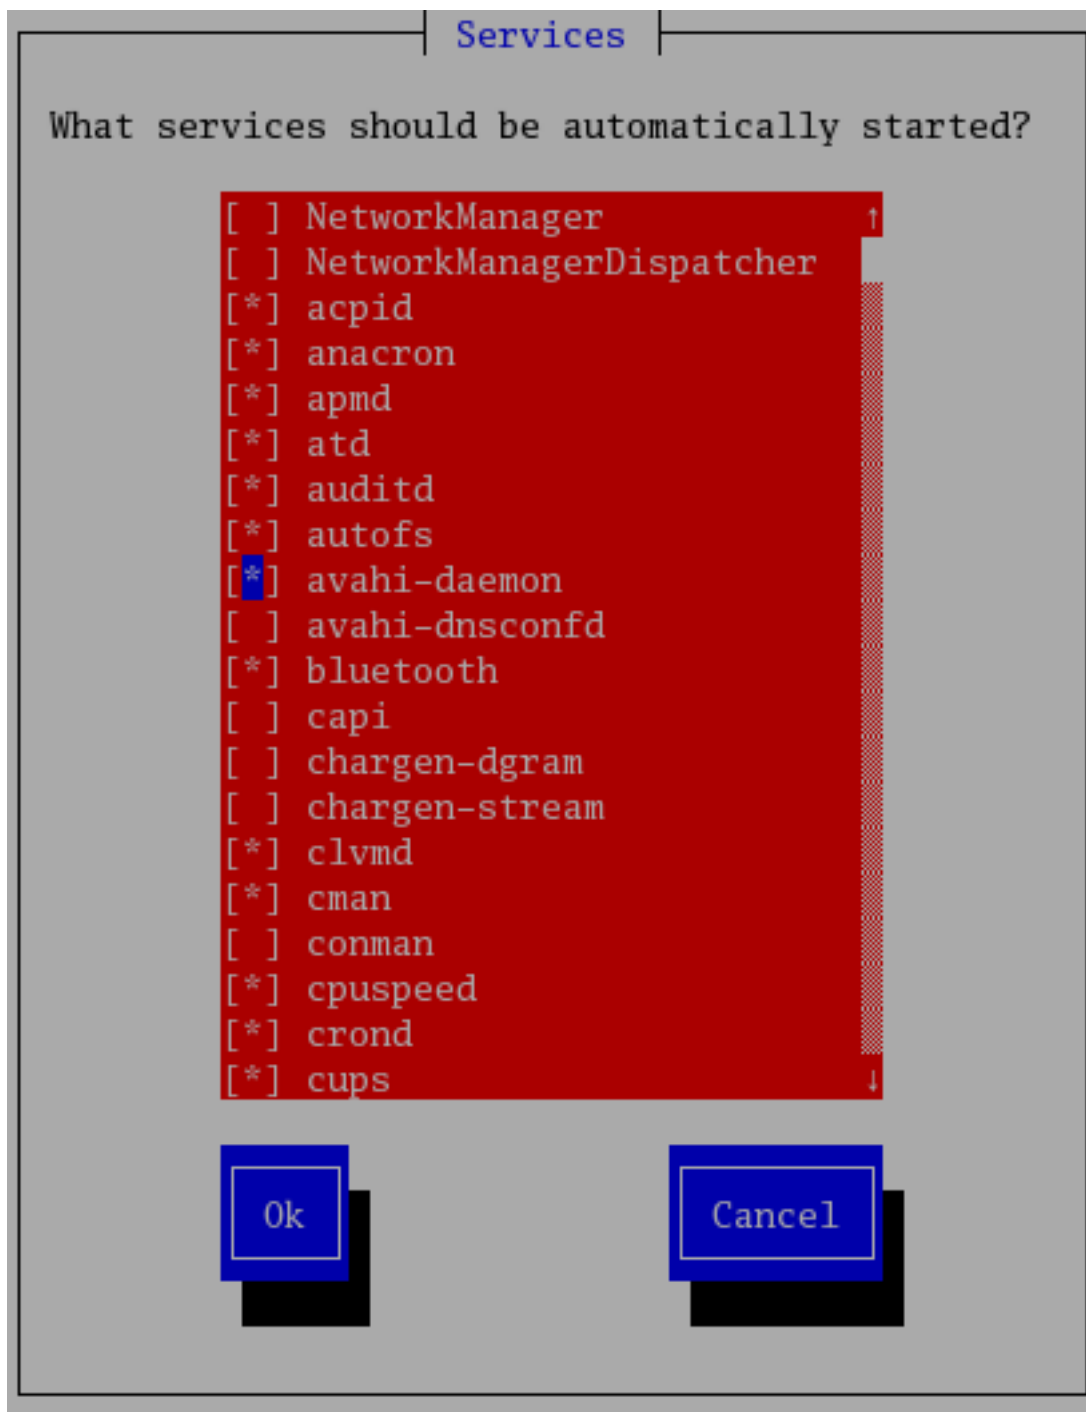 Services
What services should be automatically started?
[ ] NetworkManager ↑
[ ] NetworkManagerDispatcher
[*] acpid
[*] anacron
[*] apmd
[*] atd
[*] auditd
[*] autofs
[*] avahi-daemon
[ ] avahi-dnsconfd
[*] bluetooth
[ ] capi
[ ] chargen-dgram
[ ] chargen-stream
[*] clvmd
[*] cman
[ ] conman
[*] cpuspeed
[*] crond
[*] cups ↓
Ok Cancel